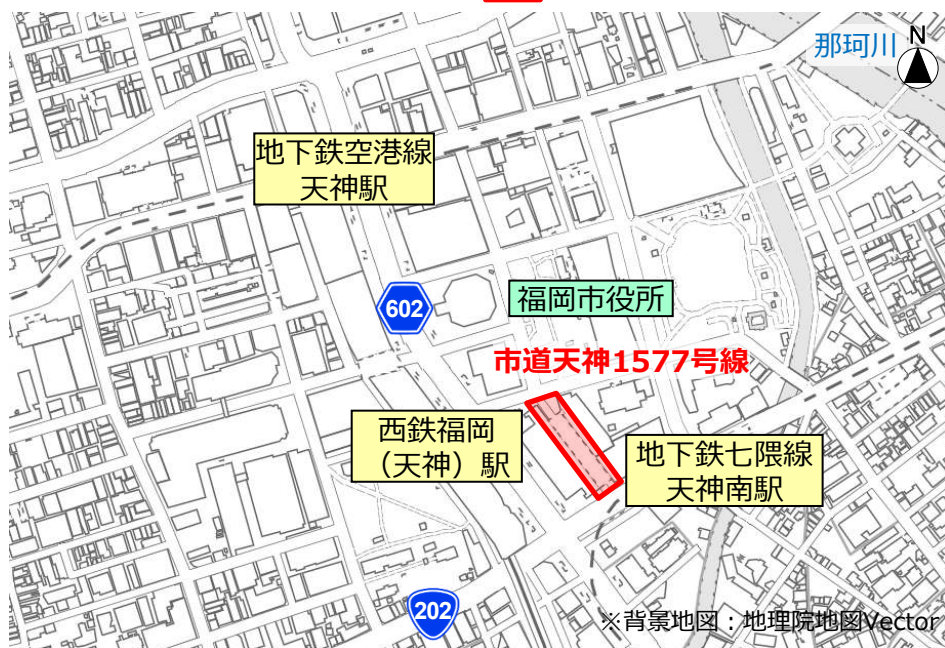 那珂川
N
地下鉄空港線
天神駅
602
福岡市役所
市道天神1577号線
西鉄福岡
（天神）駅
地下鉄七隈線
天神南駅
202
※背景地図：地理院地図Vector